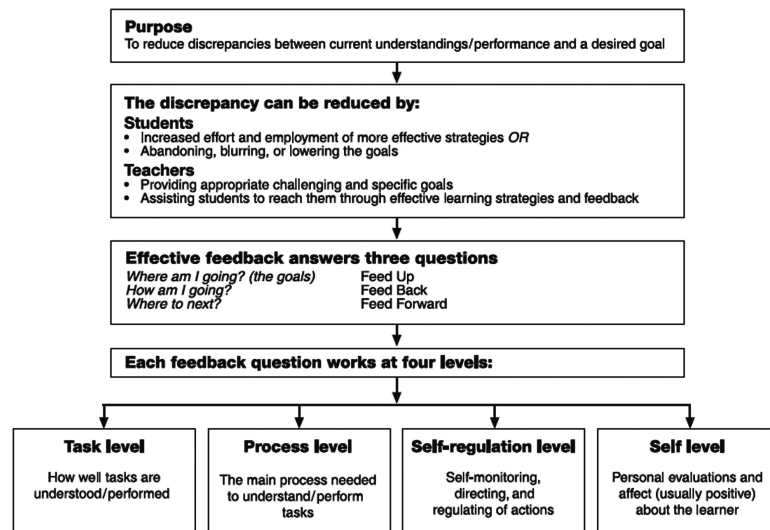 Purpose
To reduce discrepancies between current understandings/performance and a desired goal
The discrepancy can be reduced by:
Students
• Increased effort and employment of more effective strategies OR
• Abandoning, blurring, or lowering the goals
Teachers
• Providing appropriate challenging and specific goals
• Assisting students to reach them through effective learning strategies and feedback
Effective feedback answers three questions
Where am I going? (the goals) Feed Up
How am I going? Feed Back
Where to next? Feed Forward
Each feedback question works at four levels:
Task level
How well tasks are
understood/performed
Process level
The main process needed
to understand/perform
tasks
Self-regulation level
Self-monitoring,
directing, and
regulating of actions
Self level
Personal evaluations and
affect (usually positive)
about the learner